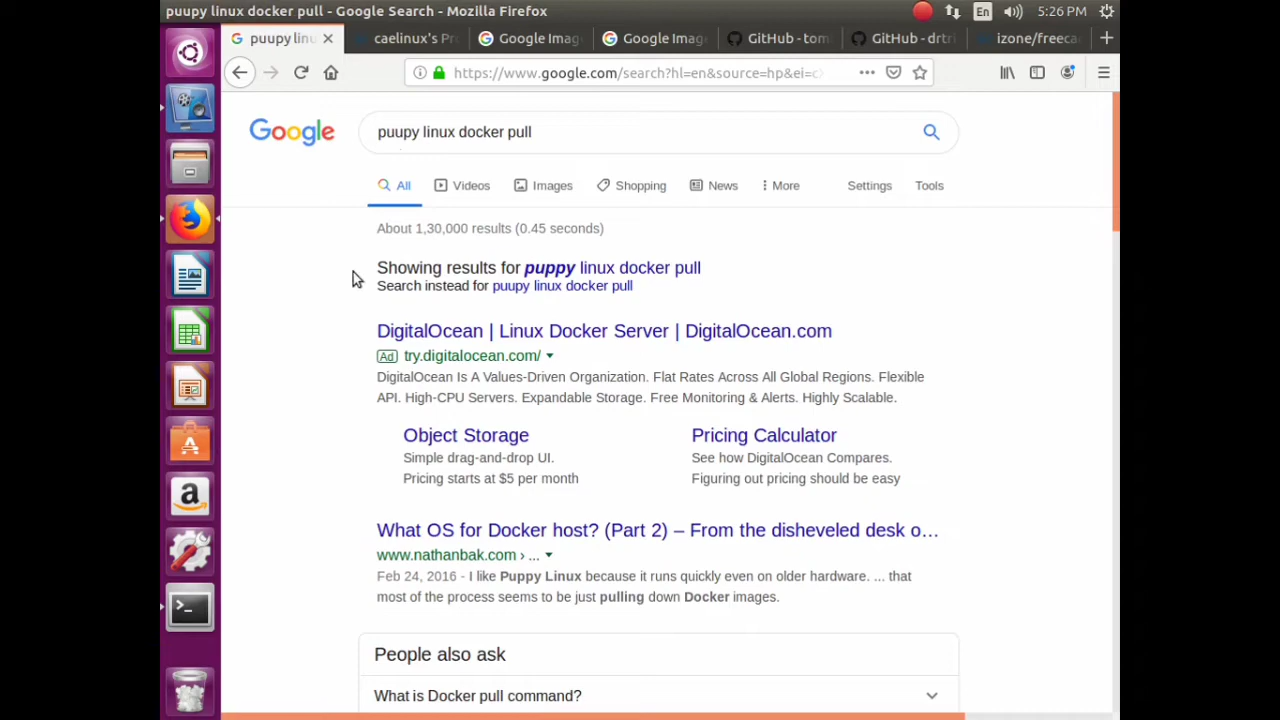 puupy linux docker pull - Google Search - Mozilla Firefox
En
5:26 PM
puupy linu
caelinux's Pr
Google Imag
Google Imag
GitHub - tom
GitHub - drtri
izone/freeca
https://www.google.com/search?hl=en&source=hp&ei=c
Google
puupy linux docker pull
All
Videos
Images
Shopping
News
More
Settings
Tools
About 1,30,000 results (0.45 seconds)
Showing results for puppy linux docker pull
Search instead for puupy linux docker pull
DigitalOcean | Linux Docker Server | DigitalOcean.com
Ad try.digitalocean.com/
DigitalOcean Is A Values-Driven Organization. Flat Rates Across All Global Regions. Flexible
API. High-CPU Servers. Expandable Storage. Free Monitoring & Alerts. Highly Scalable.
Object Storage
Simple drag-and-drop UI.
Pricing starts at $5 per month
Pricing Calculator
See how DigitalOcean Compares.
Figuring out pricing should be easy
What OS for Docker host? (Part 2) – From the disheveled desk o…
www.nathanbak.com › ...
Feb 24, 2016 - I like Puppy Linux because it runs quickly even on older hardware. ... that
most of the process seems to be just pulling down Docker images.
People also ask
What is Docker pull command?